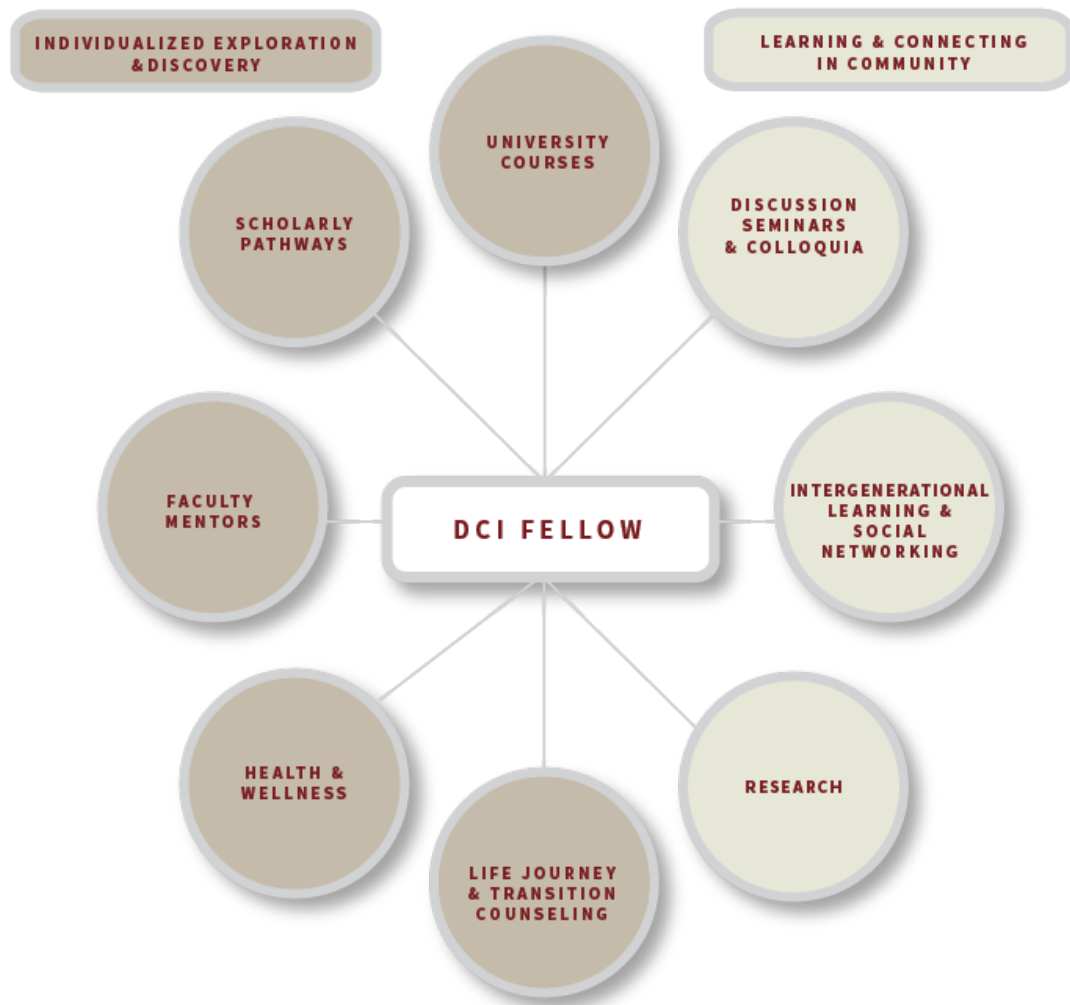 INDIVIDUALIZED EXPLORATION
&DISCOVERY
LEARNING & CONNECTING
IN COMMUNITY
UNIVERSITY
COURSES
SCHOLARLY
PATHWAYS
DISCUSSION
SEMINARS
& COLLOQUIA
FACULTY
MENTORS
DCI FELLOW
INTERGENERATIONAL
LEARNING &
SOCIAL
NETWORKING
HEALTH &
WELLNESS
LIFE JOURNEY
& TRANSITION
COUNSELING
RESEARCH